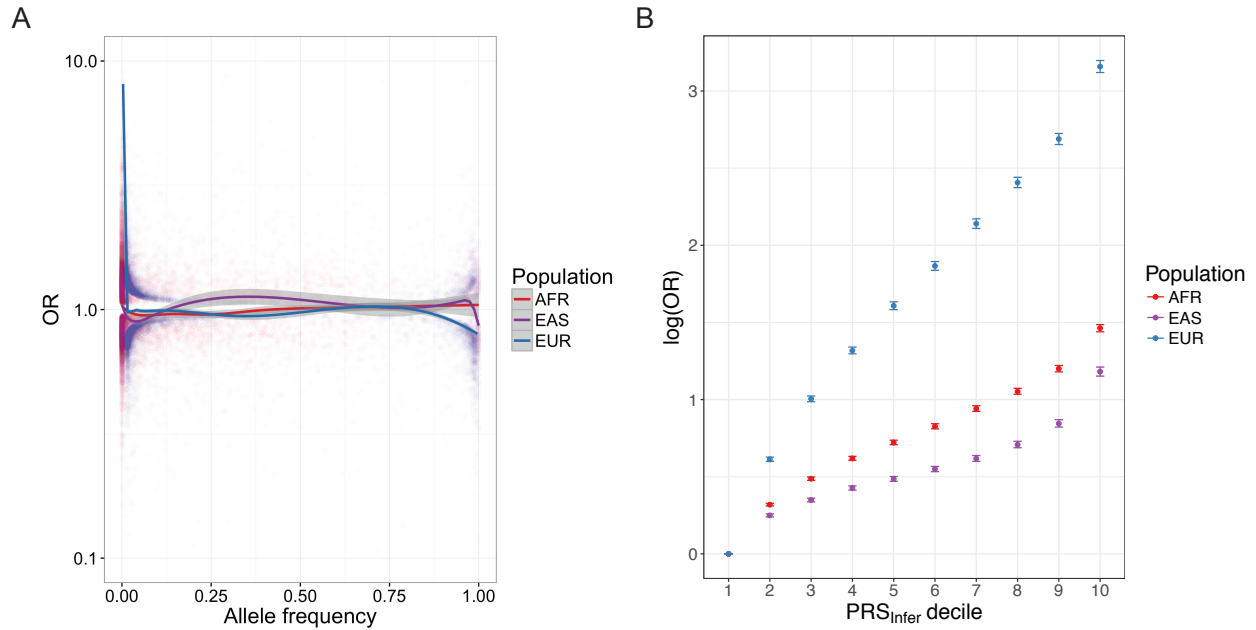 A
OR
10.0
1.0
0.1
0.00 0.25 0.50 0.75 1.00
Allele frequency
Population
AFR
EAS
EUR
B
log(OR)
3
2
1
0
1 2 3 4 5 6 7 8 9 10
PRSInfer decile
Population
AFR
EAS
EUR